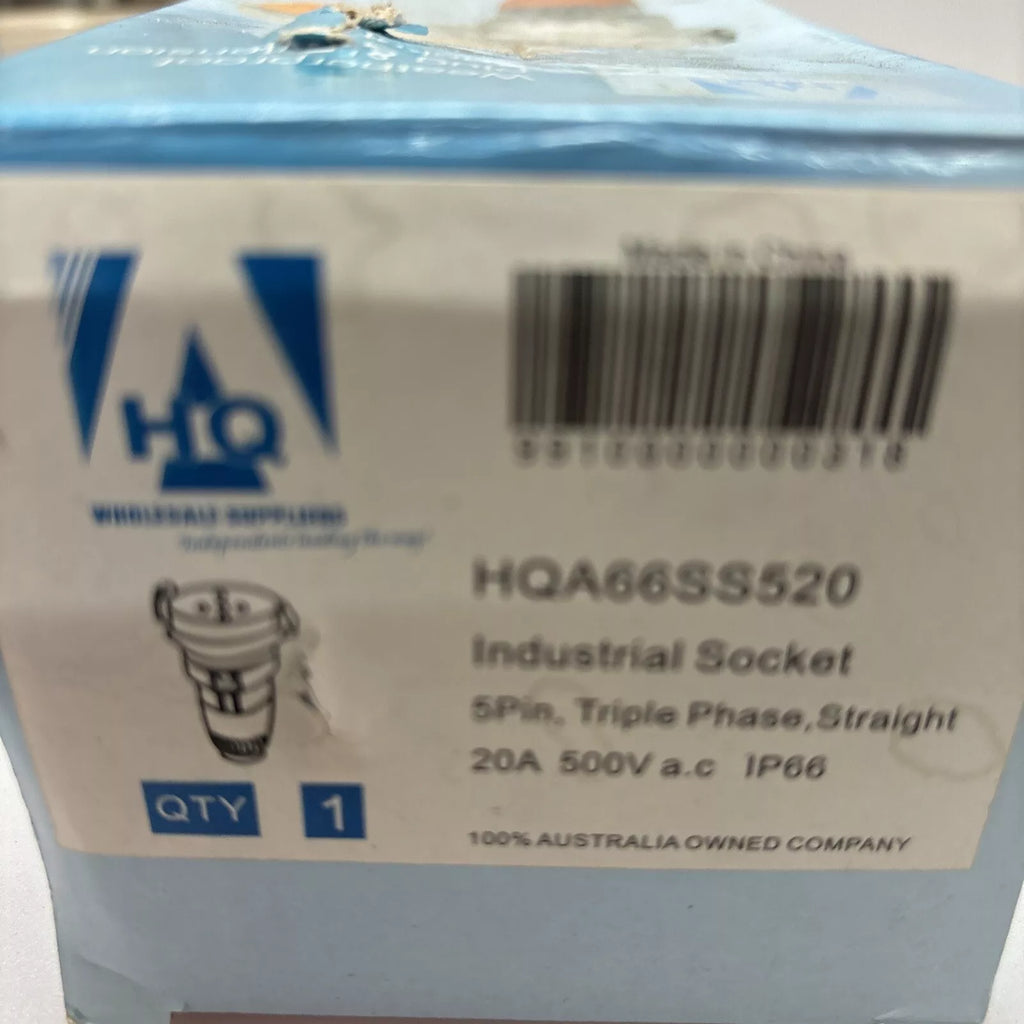 Made in China
HQ
WHOLESALE SUPPLIERS
HQA66SS520
Industrial Socket
5Pin, Triple Phase,Straight
20A 500V a.c IP66
QTY 1
100% AUSTRALIA OWNED COMPANY